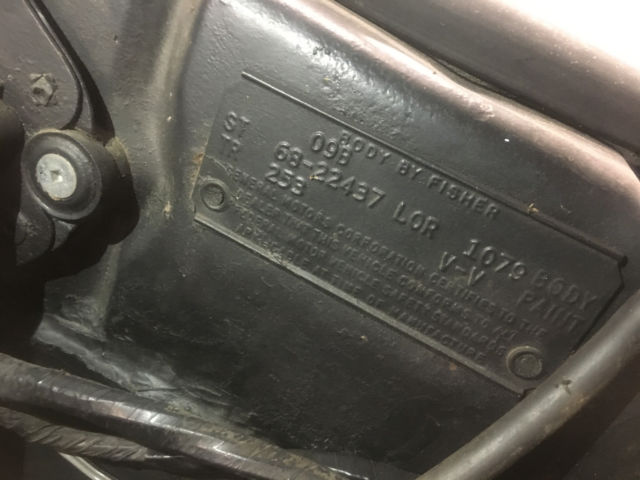 BODY BY FISHER
09B
ST 68-22437 LOR 1079 BODY
TR 253 V-V PAINT
GENERAL MOTORS CORPORATION CERTIFIES TO THE
DEALER THAT THIS VEHICLE CONFORMS TO ALL
FEDERAL MOTOR VEHICLE SAFETY STANDARDS
APPLICABLE AT TIME OF MANUFACTURE